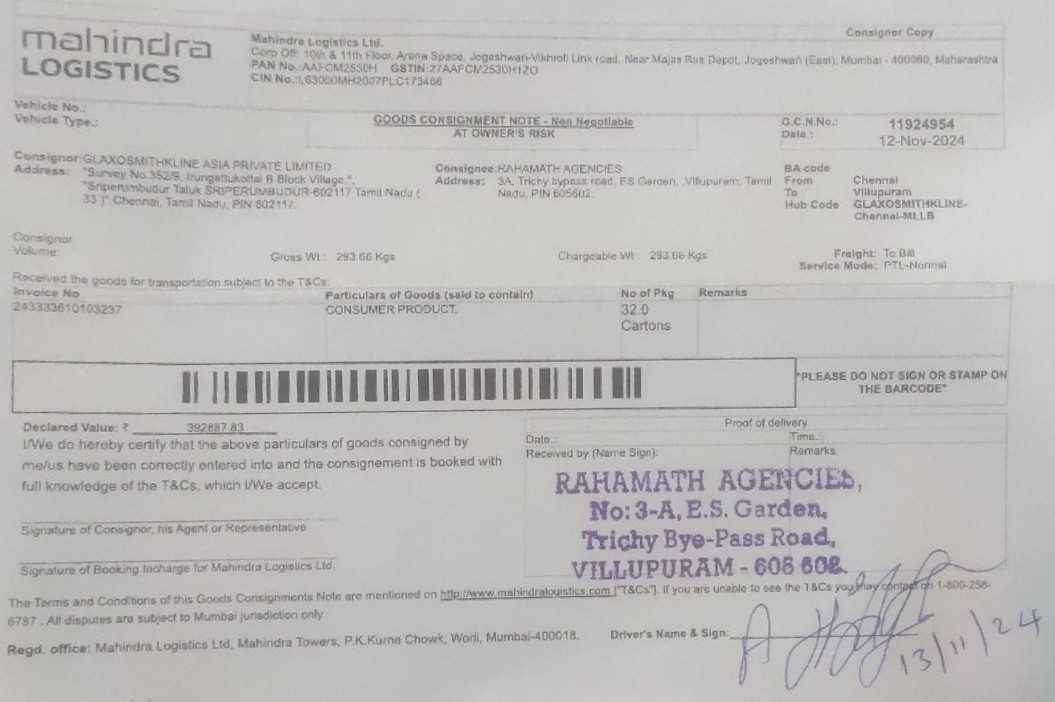 Consignor Copy
mahindra
LOGISTICS
Mahindra Logistics Ltd.
Corp Off: 10th & 11th Floor, Arena Space, Jogeshwari-Vikhroli Linx road, Near Majas Bus Depot, Jogeshwari (East), Mumbai - 400060, Maharashtra
PAN No.:AAFCM2530H GSTIN:27AAFCM2530H1ZO
CIN No.:L63000MH2007PLC173466
Vehicle No.:
Vehicle Type.:
GOODS CONSIGNMENT NOTE - Non Negotiable
AT OWNER'S RISK
G.C.N.No.: 11924954
Date.: 12-Nov-2024
Consignor:GLAXOSMITHKLINE ASIA PRIVATE LIMITED
Address: "Survey No.352/9, Irungattukottai B Block Village,",
"Sriperumbudur Taluk SRIPERUMBUDUR-602117 Tamil Nadu (
33 )" Chennai, Tamil Nadu, PIN 602117.
Consignee:RAHAMATH AGENCIES
Address: 3A, Trichy bypass road, ES Garden, .Villupuram, Tamil
Nadu, PIN 605602.
BA code
From Chennai
To Villupuram
Hub Code GLAXOSMITHKLINE-
Chennai-MLLB
Consignor
Volume:
Gross Wt : 293.66 Kgs
Chargeable Wt : 293.66 Kgs
Freight: To Bill
Service Mode: PTL-Normal
Received the goods for transportation subject to the T&Cs:
Invoice No Particulars of Goods (said to contain) No of Pkg Remarks
243333610103237 CONSUMER PRODUCT. 32.0
Cartons
*PLEASE DO NOT SIGN OR STAMP ON
THE BARCODE*
Declared Value: ₹ 392687.83
I/We do hereby certify that the above particulars of goods consigned by
me/us have been correctly entered into and the consignement is booked with
full knowledge of the T&Cs, which I/We accept.
Signature of Consignor, his Agent or Representative
Signature of Booking Incharge for Mahindra Logistics Ltd.
Proof of delivery
Date.: Time.:
Received by (Name Sign): Remarks.
RAHAMATH AGENCIES,
No: 3-A, E.S. Garden,
Trichy Bye-Pass Road,
VILLUPURAM - 605 602.
The Terms and Conditions of this Goods Consignments Note are mentioned on http://www.mahindralogistics.com ["T&Cs"]. If you are unable to see the T&Cs you may contact on 1-800-258-
6787 . All disputes are subject to Mumbai jurisdiction only
Regd. office: Mahindra Logistics Ltd, Mahindra Towers, P.K.Kurne Chowk, Worli, Mumbai-400018.
Driver's Name & Sign:
13/11/24